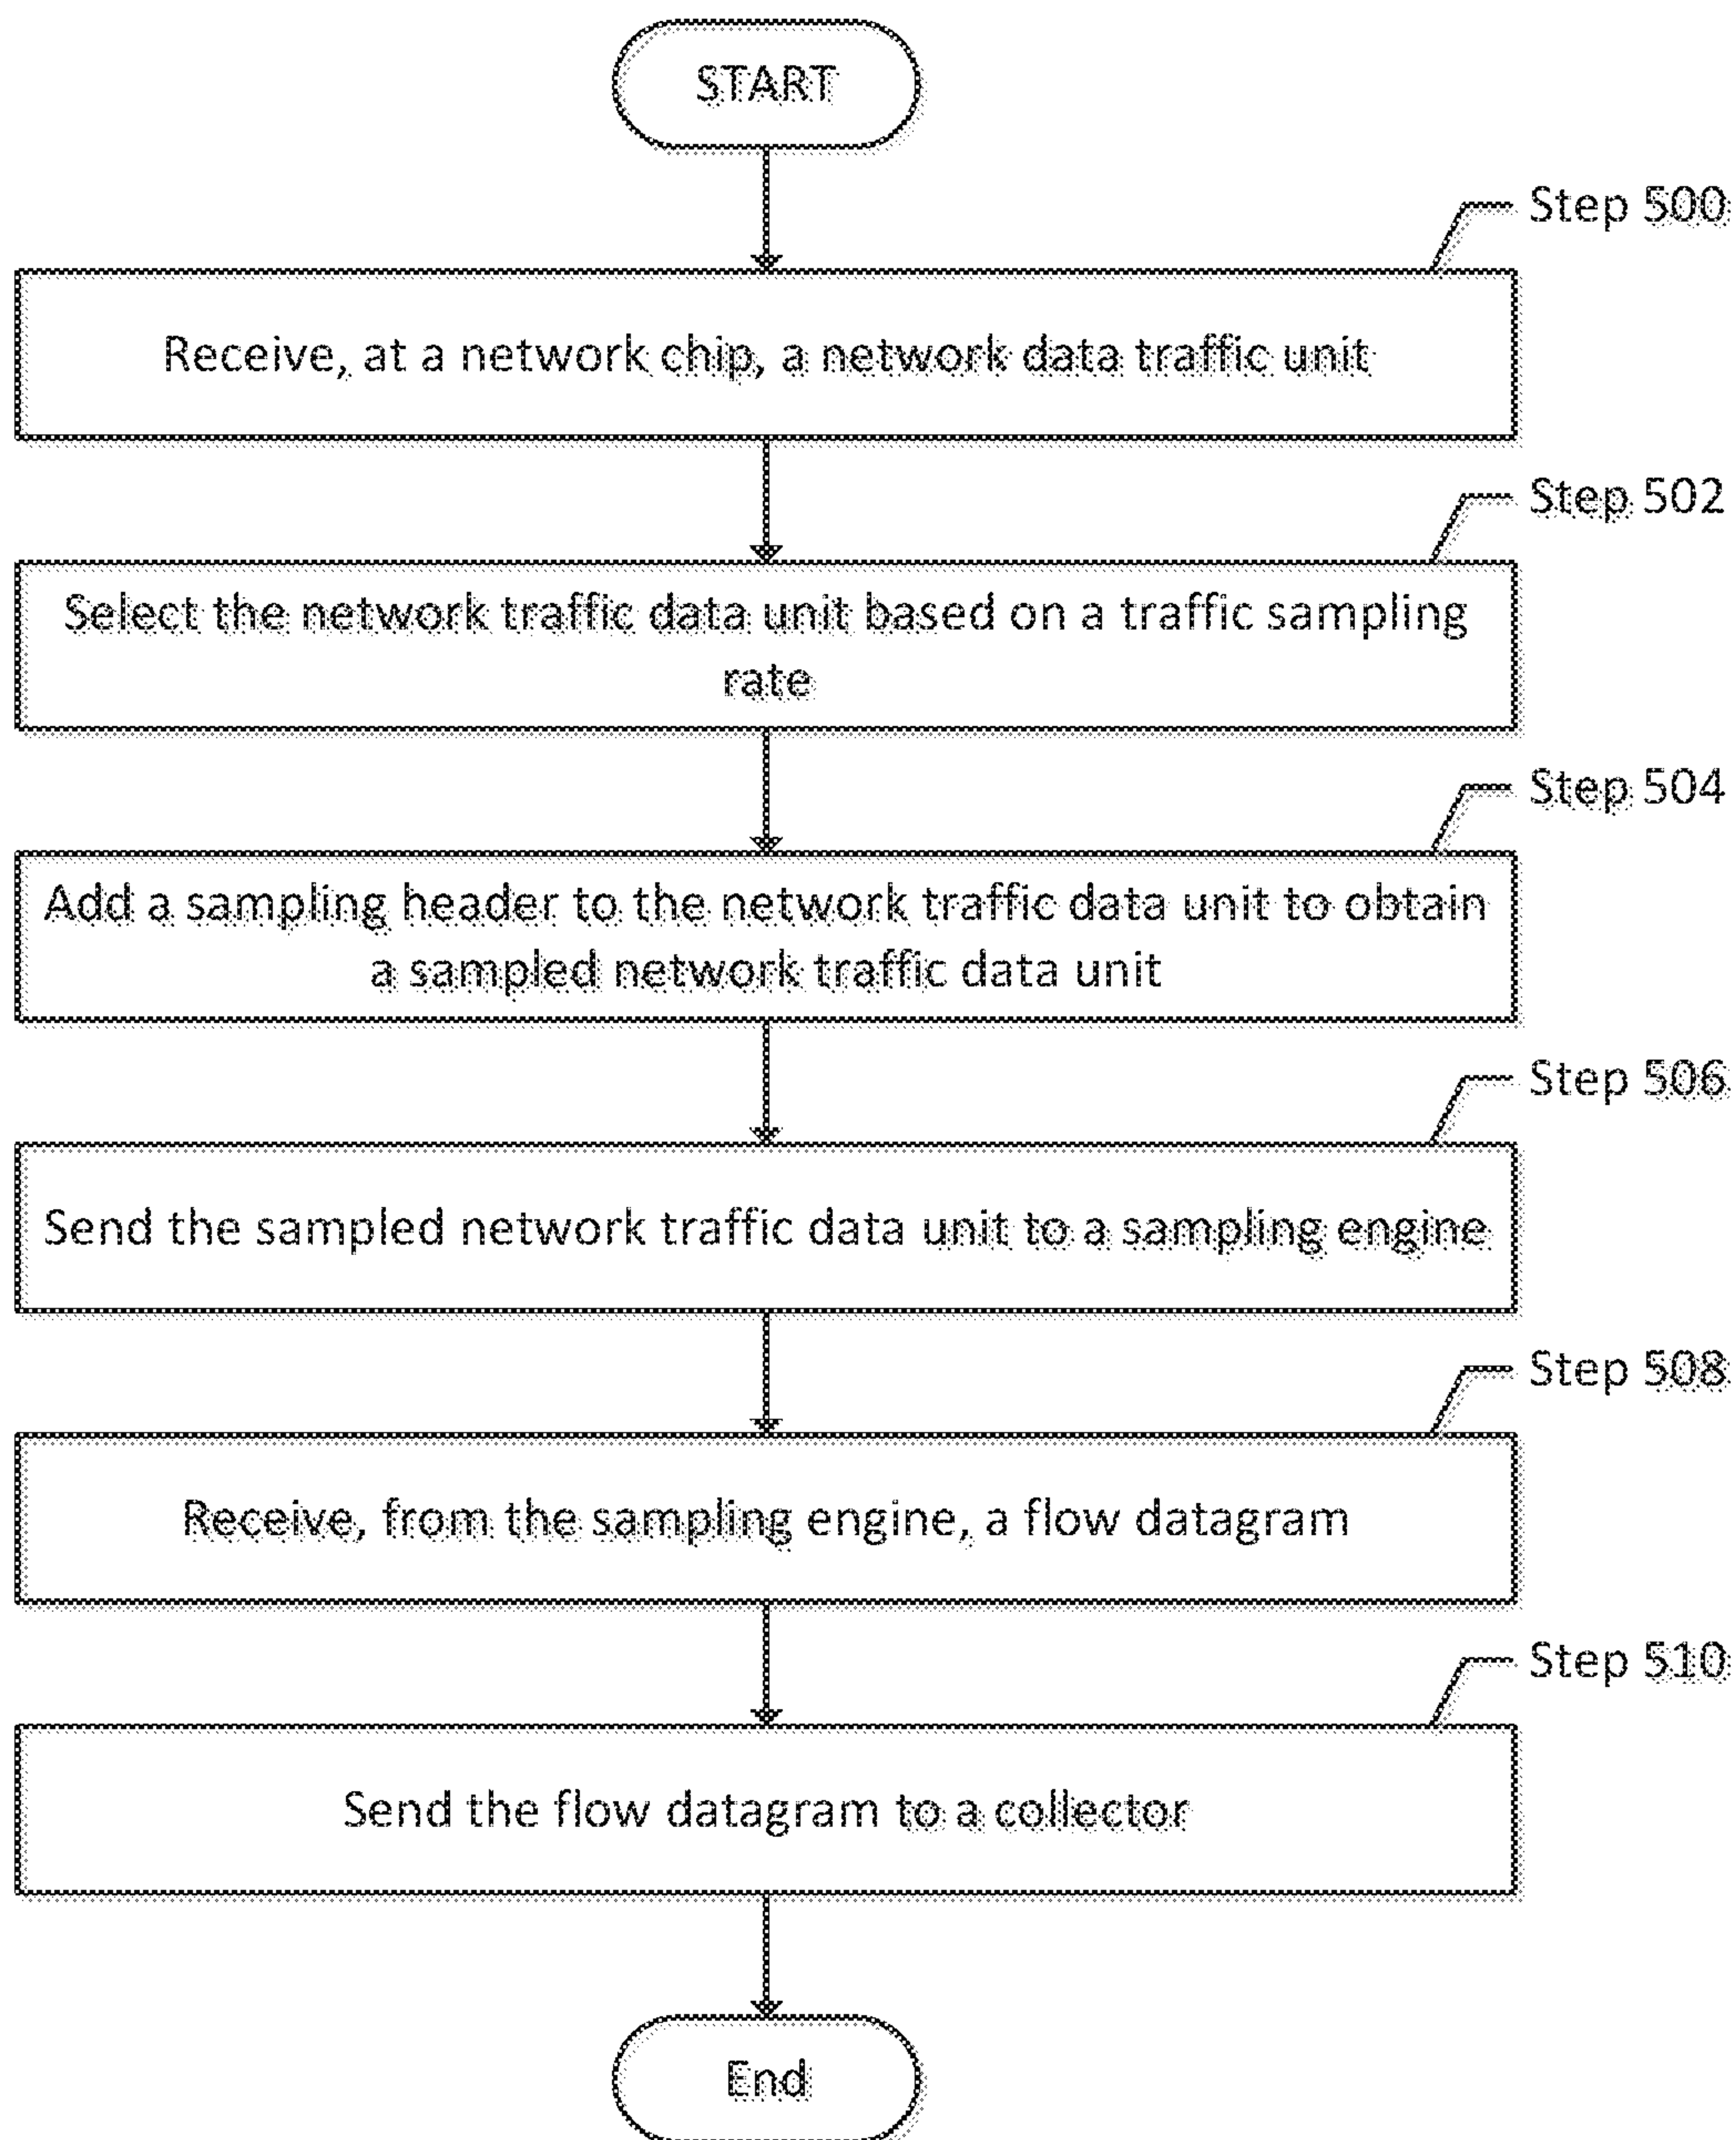 START
Step 500
Receive, at a network chip, a network data traffic unit
Step 502
Select the network traffic data unit based on a traffic sampling
rate
Step 504
Add a sampling header to the network traffic data unit to obtain
a sampled network traffic data unit
Step 506
Send the sampled network traffic data unit to a sampling engine
Step 508
Receive, from the sampling engine, a flow datagram
Step 510
Send the flow datagram to a collector
End